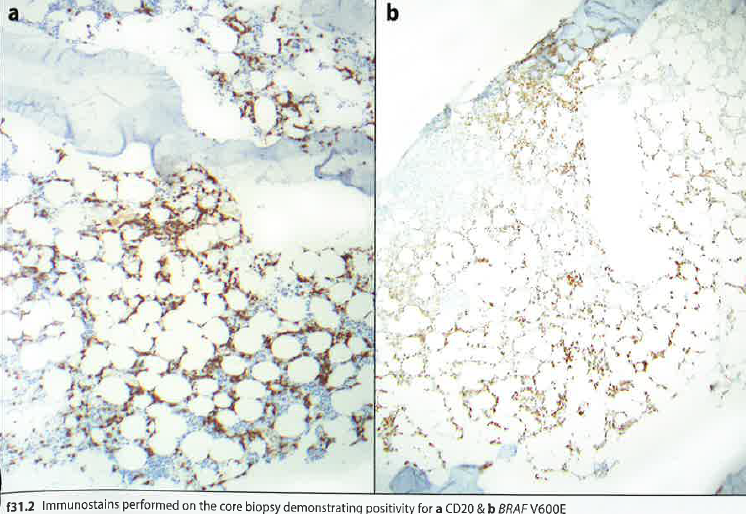 a
b
f31.2 Immunostains performed on the core biopsy demonstrating positivity for a CD20 & b BRAF V600E